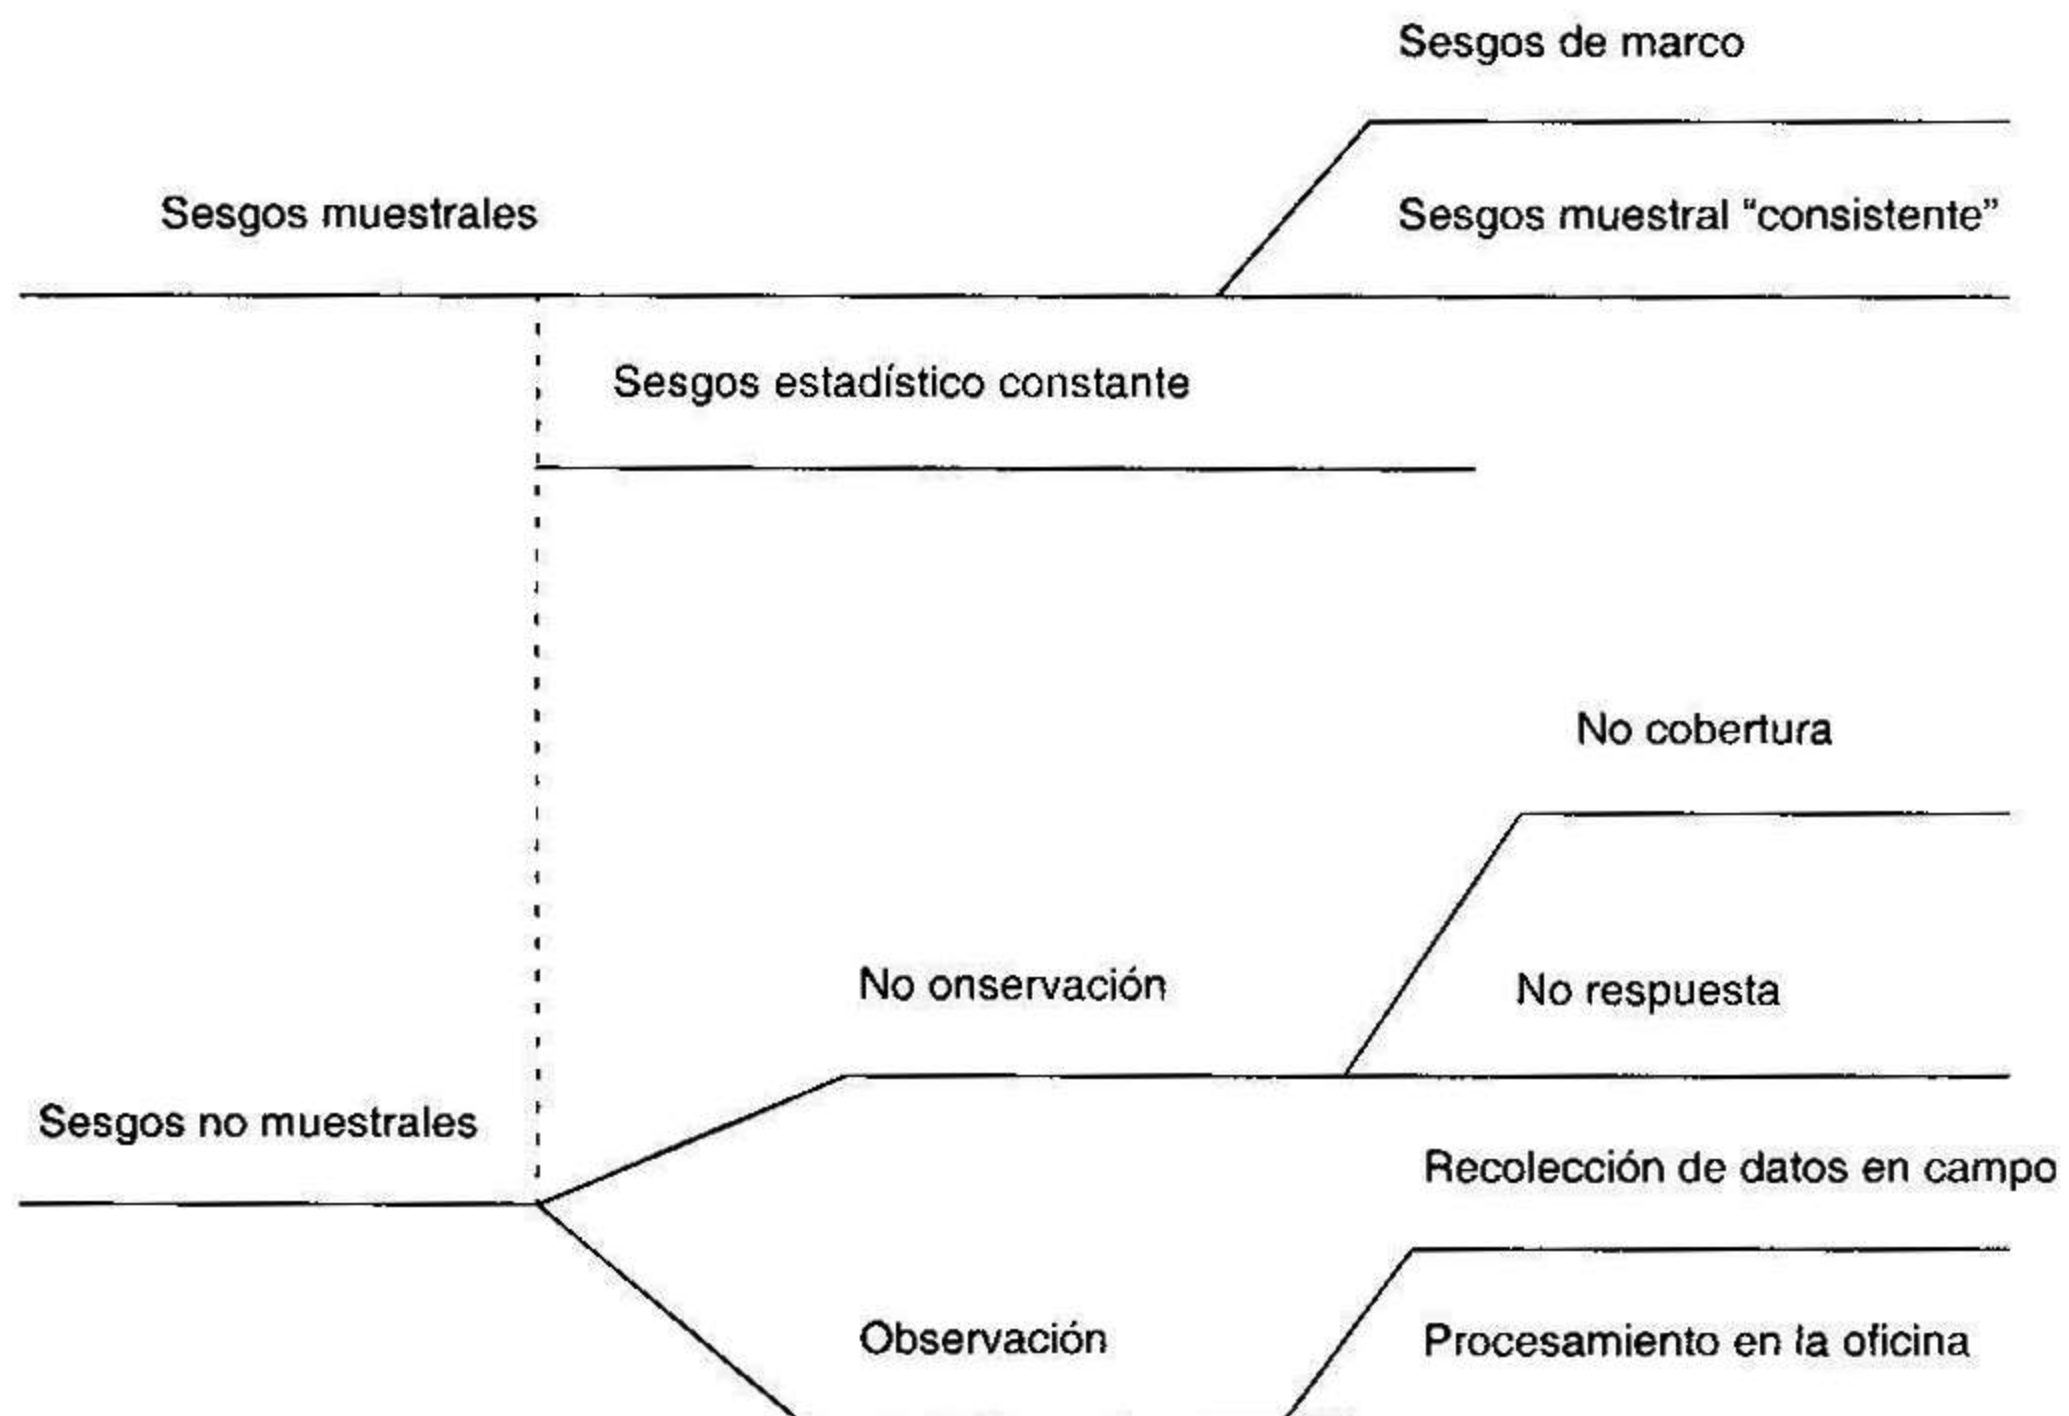 Sesgos de marco
Sesgos muestrales
Sesgos muestral "consistente"
Sesgos estadístico constante
No cobertura
No onservación
No respuesta
Sesgos no muestrales
Recolección de datos en campo
Observación
Procesamiento en la oficina